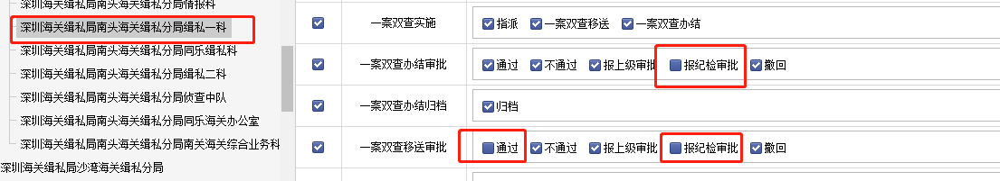 深圳海关缉私局南头海关缉私分局情报科
深圳海关缉私局南头海关缉私分局缉私一科
深圳海关缉私局南头海关缉私分局同乐缉私科
深圳海关缉私局南头海关缉私分局缉私二科
深圳海关缉私局南头海关缉私分局侦查中队
深圳海关缉私局南头海关缉私分局同乐海关办公室
深圳海关缉私局南头海关缉私分局南头海关综合业务科
深圳海关缉私局沙湾海关缉私分局
一案双查实施 指派 一案双查移送 一案双查办结
一案双查办结审批 通过 不通过 报上级审批 报纪检审批 撤回
一案双查办结归档 归档
一案双查移送审批 通过 不通过 报上级审批 报纪检审批 撤回